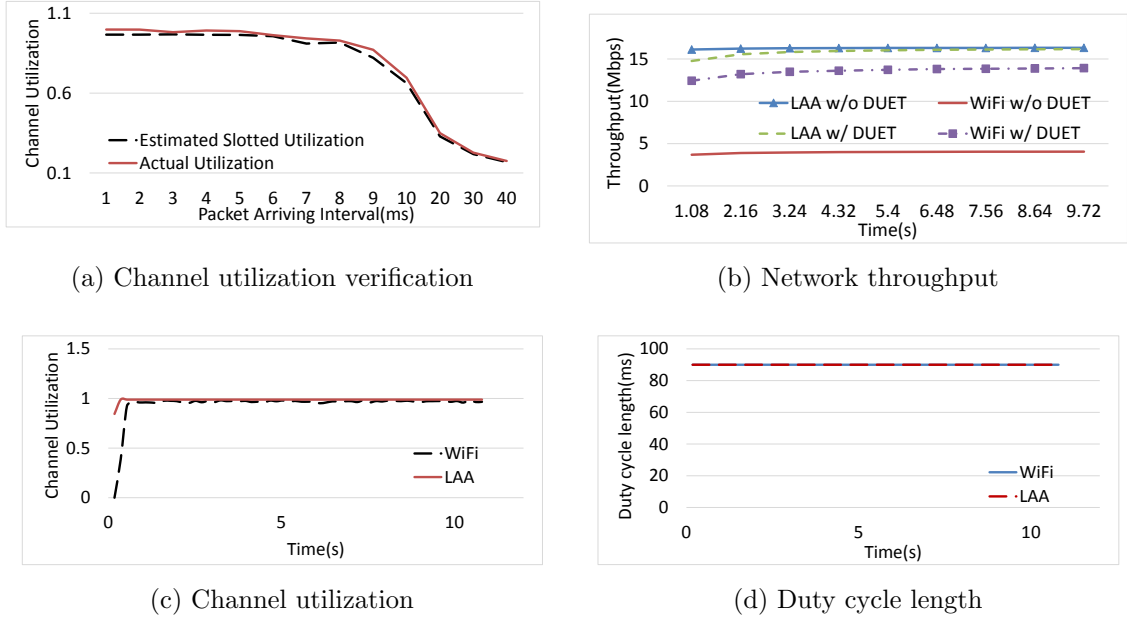 1.1
0.6
0.1
Channel Utilization
Estimated Slotted Utilization
Actual Utilization
1 2 3 4 5 6 7 8 9 10 20 30 40
Packet Arriving Interval(ms)
(a) Channel utilization verification
15
10
5
0
Throughput(Mbps)
LAA w/o DUET WiFi w/o DUET
LAA w/ DUET WiFi w/ DUET
1.08 2.16 3.24 4.32 5.4 6.48 7.56 8.64 9.72
Time(s)
(b) Network throughput
1.5
1
0.5
0
Channel Utilization
WiFi
LAA
0 5 10
Time(s)
(c) Channel utilization
100
80
60
40
20
0
Duty cycle length(ms)
WiFi
LAA
0 5 10
Time(s)
(d) Duty cycle length